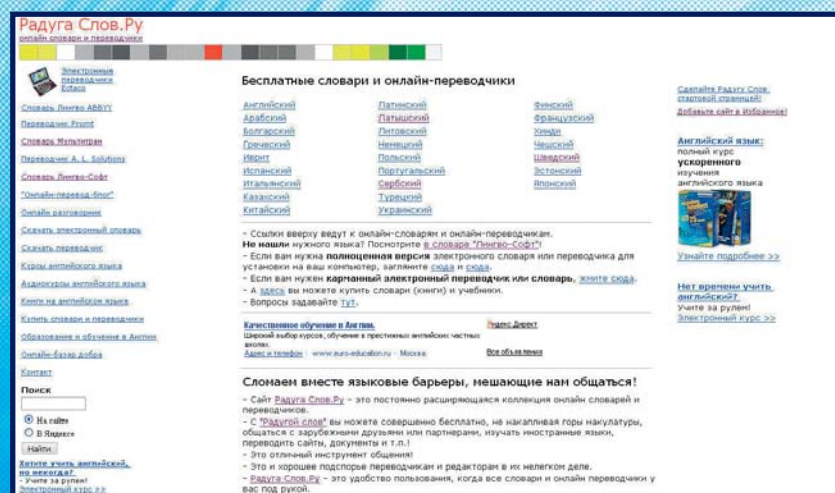 Радуга Слов.Ру
онлайн словари и переводчики
Электронные
переводчики
Ectaco
Словарь Лингво ABBYY
Переводчик Promt
Словарь Мультитран
Переводчик A. L. Solutions
Словарь Лингво-Софт
"Онлайн-перевод-блог"
Онлайн разговорник
Скачать электронный словарь
Скачать переводчик
Курсы английского языка
Аудиокурсы английского языка
Книги на английском языке
Купить словари и переводчики
Образование и обучение в Англии
Онлайн-базар добра
Контакт
Поиск
На сайте
В Яндексе
Найти
Хотите учить английский,
но некогда?
- Учите за рулем!
Электронный курс >>
Бесплатные словари и онлайн-переводчики
Английский
Арабский
Болгарский
Греческий
Иврит
Испанский
Итальянский
Казахский
Китайский
Латинский
Латышский
Литовский
Немецкий
Польский
Португальский
Сербский
Турецкий
Украинский
Финский
Французский
Хинди
Чешский
Шведский
Эстонский
Японский
- Ссылки вверху ведут к онлайн-словарям и онлайн-переводчикам.
Не нашли нужного языка? Посмотрите в словаре "Лингво-Софт"!
- Если вам нужна полноценная версия электронного словаря или переводчика для
установки на ваш компьютер, загляните сюда и сюда.
- Если вам нужен карманный электронный переводчик или словарь, жмите сюда.
- А здесь вы можете купить словари (книги) и учебники.
- Вопросы задавайте тут.
Качественное обучение в Англии.
Широкий выбор курсов, обучение в престижных английских частных
школах.
Адрес и телефон · www.euro-education.ru · Москва
Яндекс.Директ
Все объявления
Сломаем вместе языковые барьеры, мешающие нам общаться!
- Сайт Радуга Слов.Ру - это постоянно расширяющаяся коллекция онлайн словарей и
переводчиков.
- С "Радугой слов" вы можете совершенно бесплатно, не накапливая горы макулатуры,
общаться с зарубежными друзьями или партнерами, изучать иностранные языки,
переводить сайты, документы и т.п.!
- Это отличный инструмент общения!
- Это и хорошее подспорье переводчикам и редакторам в их нелегком деле.
- Радуга Слов.Ру - это удобство пользования, когда все словари и онлайн переводчики у
вас под рукой.
Сделайте Радугу Слов
стартовой страницей!
Добавьте сайт в Избранное!
Английский язык:
полный курс
ускоренного
изучения
английского языка
Узнайте подробнее >>
Нет времени учить
английский?
Учите за рулем!
Электронный курс >>